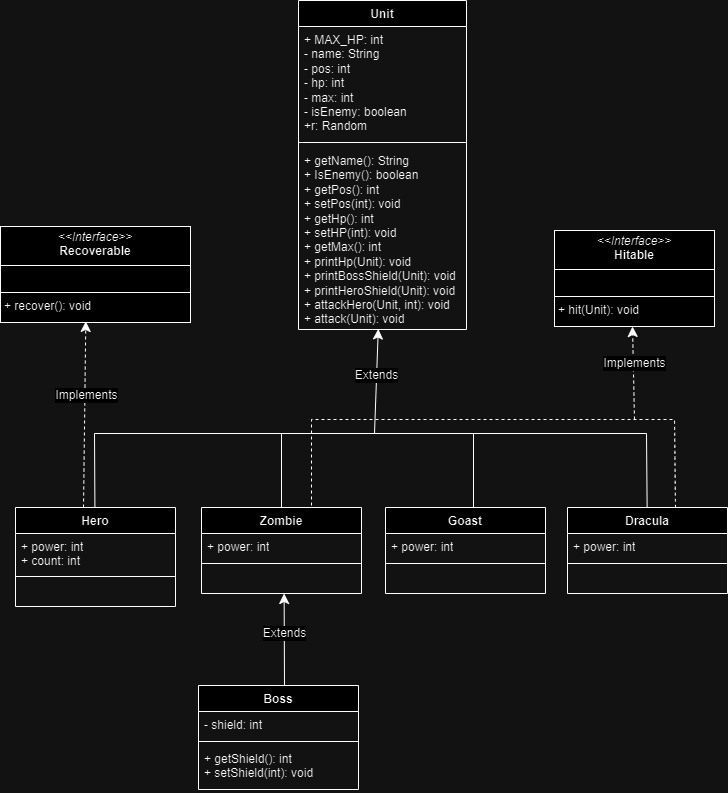 Unit
+ MAX_HP: int
- name: String
- pos: int
- hp: int
- max: int
- isEnemy: boolean
+r: Random
+ getName(): String
+ IsEnemy(): boolean
+ getPos(): int
+ setPos(int): void
+ getHp(): int
+ setHP(int): void
+ getMax(): int
+ printHp(Unit): void
+ printBossShield(Unit): void
+ printHeroShield(Unit): void
+ attackHero(Unit, int): void
+ attack(Unit): void
<<Interface>>
Recoverable
+ recover(): void
<<Interface>>
Hitable
+ hit(Unit): void
Extends
Implements
Implements
Hero
+ power: int
+ count: int
Zombie
+ power: int
Goast
+ power: int
Dracula
+ power: int
Extends
Boss
- shield: int
+ getShield(): int
+ setShield(int): void